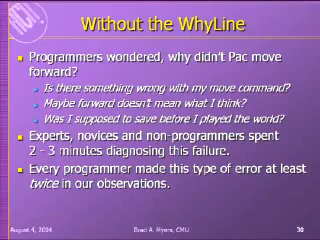 Without the WhyLine
Programmers wondered, why didn't Pac move
forward?
Is there something wrong with my move command?
Maybe forward doesn't mean what I think?
Was I supposed to save before I played the world?
Experts, novices and non-programmers spent
2 - 3 minutes diagnosing this failure.
Every programmer made this type of error at least
twice in our observations.
August 4, 2004 Brad A. Myers, CMU 30